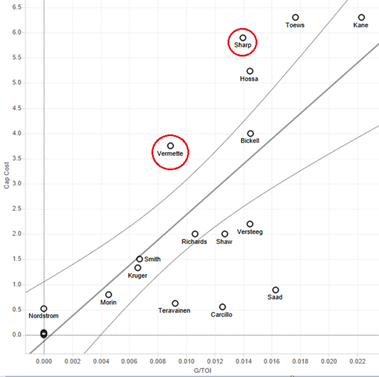 6.5
Toews
Kane
6.0
Sharp
5.5
Hossa
5.0
4.5
4.0
Bickell
Vermette
3.5
Cap Cost
3.0
2.5
Versteeg
2.0
Richards
Shaw
1.5
Smith
Kruger
1.0
Morin
Saad
0.5
Teravainen
Carcillo
Nordstrom
0.0
0.000 0.002 0.004 0.006 0.008 0.010 0.012 0.014 0.016 0.018 0.020 0.022
G/TOI